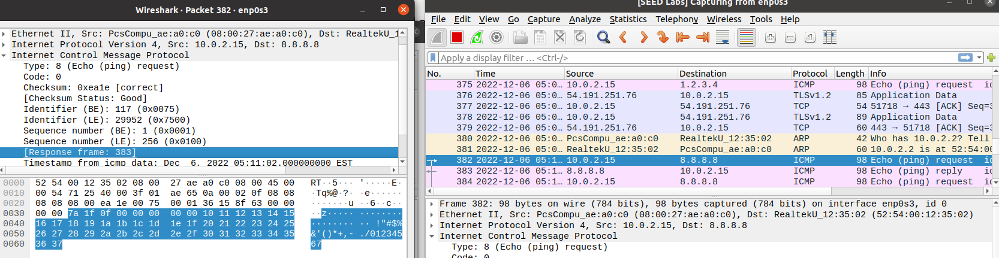 Wireshark · Packet 382 · enp0s3
Ethernet II, Src: PcsCompu_ae:a0:c0 (08:00:27:ae:a0:c0), Dst: RealtekU_1
Internet Protocol Version 4, Src: 10.0.2.15, Dst: 8.8.8.8
Internet Control Message Protocol
Type: 8 (Echo (ping) request)
Code: 0
Checksum: 0xea1e [correct]
[Checksum Status: Good]
Identifier (BE): 117 (0x0075)
Identifier (LE): 29952 (0x7500)
Sequence number (BE): 1 (0x0001)
Sequence number (LE): 256 (0x0100)
[Response frame: 383]
Timestamp from icmp data: Dec  6, 2022 05:11:02.000000000 EST
0000 52 54 00 12 35 02 08 00 27 ae a0 c0 08 00 45 00 RT··5··· '·····E·
0010 00 54 71 25 40 00 3f 01 ae 65 0a 00 02 0f 08 08 ·Tq%@·?· ·e······
0020 08 08 08 00 ea 1e 00 75 00 01 36 15 8f 63 00 00 ·······u ··6··c··
0030 00 00 7a 1f 0f 00 00 00 00 00 10 11 12 13 14 15 ··z····· ········
0040 16 17 18 19 1a 1b 1c 1d 1e 1f 20 21 22 23 24 25 ········ ·· !"#$%
0050 26 27 28 29 2a 2b 2c 2d 2e 2f 30 31 32 33 34 35 &'()*+,- ./012345
0060 36 37 67
[SEED Labs] Capturing from enp0s3
File Edit View Go Capture Analyze Statistics Telephony Wireless Tools Help
Apply a display filter … <Ctrl-/>
No. Time Source Destination Protocol Length Info
375 2022-12-06 05:0… 10.0.2.15 1.2.3.4 ICMP 98 Echo (ping) request
376 2022-12-06 05:0… 54.191.251.76 10.0.2.15 TLSv1.2 85 Application Data
377 2022-12-06 05:0… 10.0.2.15 54.191.251.76 TCP 54 51718 → 443 [ACK] Seq=3
378 2022-12-06 05:0… 10.0.2.15 54.191.251.76 TLSv1.2 89 Application Data
379 2022-12-06 05:0… 54.191.251.76 10.0.2.15 TCP 60 443 → 51718 [ACK] Seq=3
380 2022-12-06 05:0… PcsCompu_ae:a0:c0 RealtekU_12:35:02 ARP 42 Who has 10.0.2.2? Tell
381 2022-12-06 05:0… RealtekU_12:35:02 PcsCompu_ae:a0:c0 ARP 60 10.0.2.2 is at 52:54:00
382 2022-12-06 05:1… 10.0.2.15 8.8.8.8 ICMP 98 Echo (ping) request
383 2022-12-06 05:1… 8.8.8.8 10.0.2.15 ICMP 98 Echo (ping) reply
384 2022-12-06 05:1… 10.0.2.15 8.8.8.8 ICMP 98 Echo (ping) request
Frame 382: 98 bytes on wire (784 bits), 98 bytes captured (784 bits) on interface enp0s3, id 0
Ethernet II, Src: PcsCompu_ae:a0:c0 (08:00:27:ae:a0:c0), Dst: RealtekU_12:35:02 (52:54:00:12:35:02)
Internet Protocol Version 4, Src: 10.0.2.15, Dst: 8.8.8.8
Internet Control Message Protocol
Type: 8 (Echo (ping) request)
Code: 0